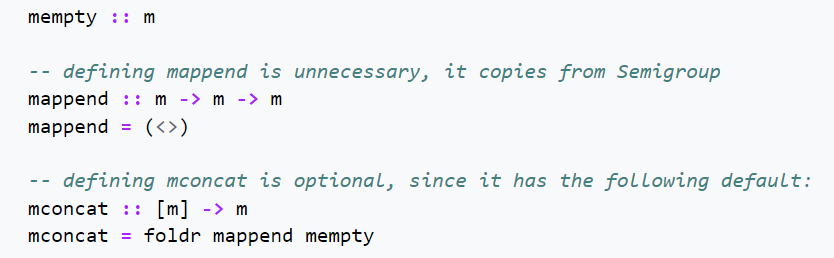 mempty :: m
-- defining mappend is unnecessary, it copies from Semigroup
mappend :: m -> m -> m
mappend = (<>)
-- defining mconcat is optional, since it has the following default:
mconcat :: [m] -> m
mconcat = foldr mappend mempty